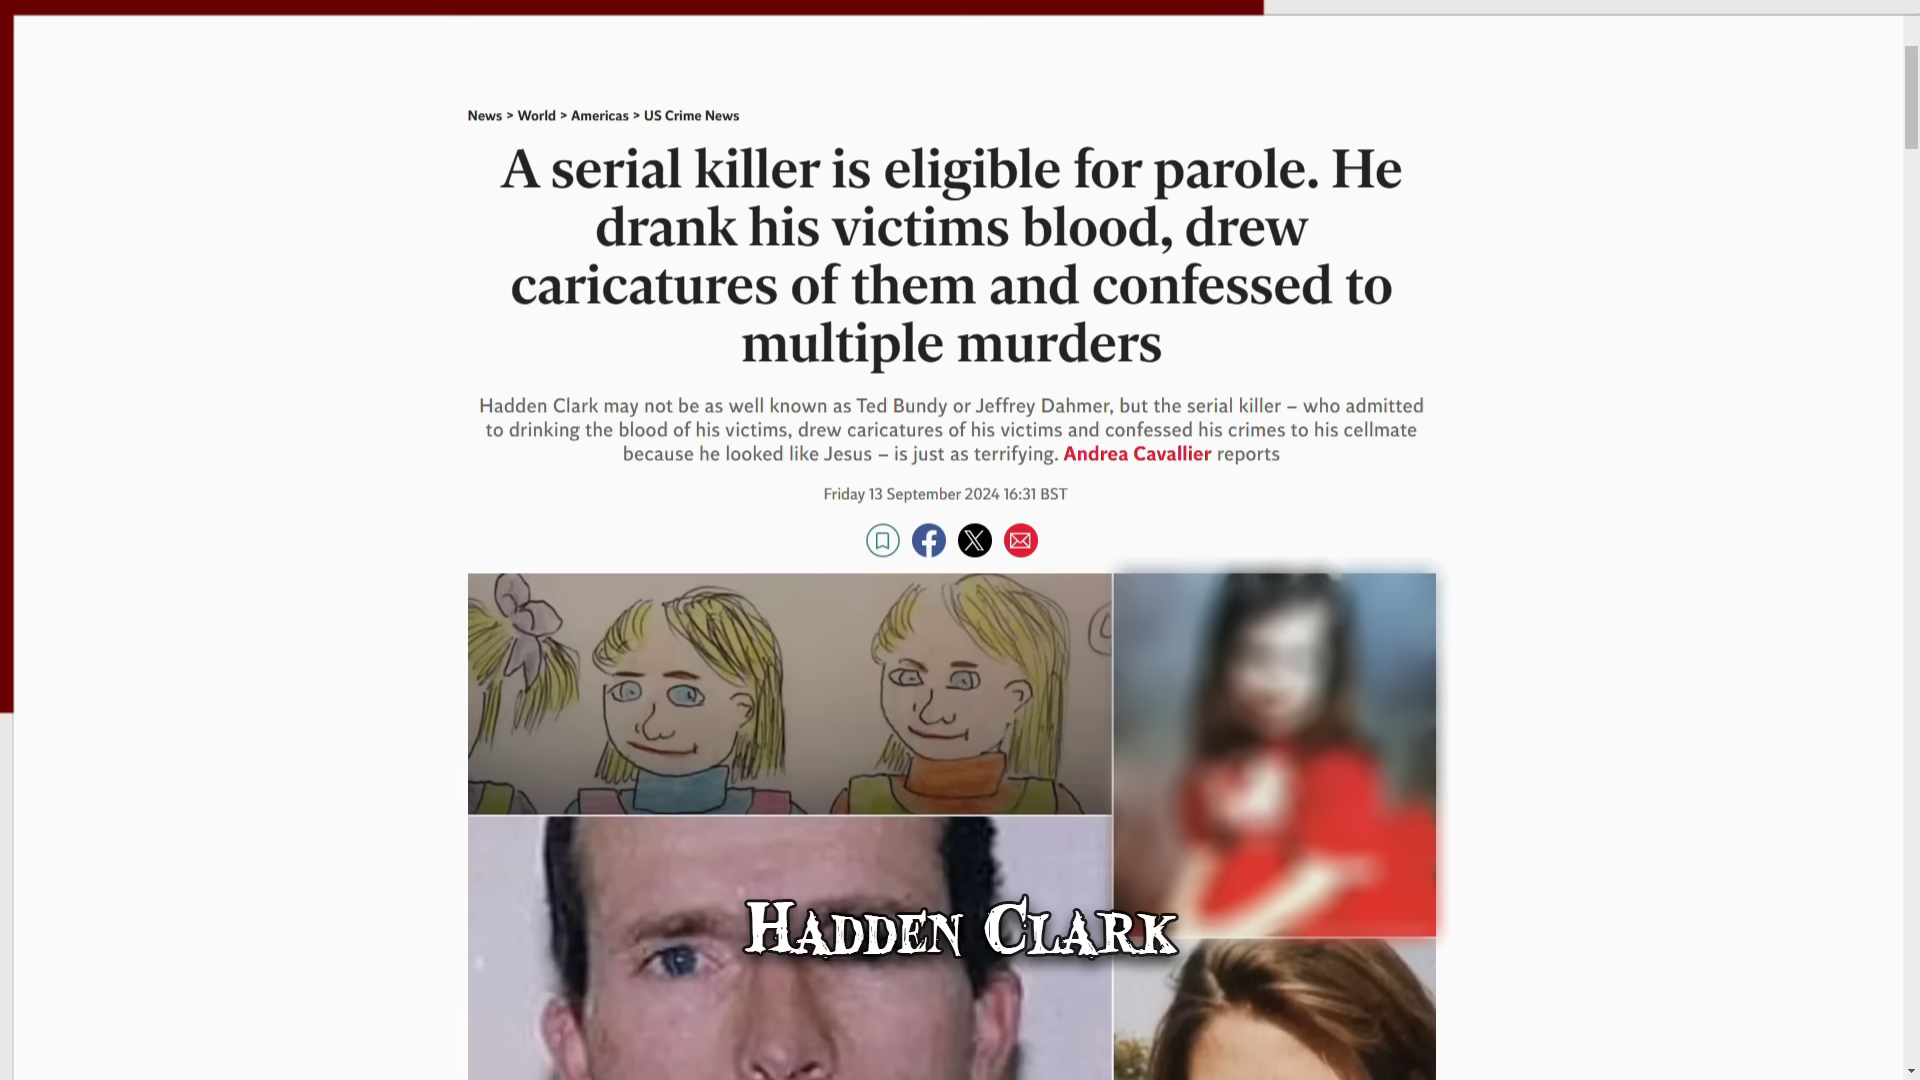 News > World > Americas > US Crime News
A serial killer is eligible for parole. He
drank his victims blood, drew
caricatures of them and confessed to
multiple murders
Hadden Clark may not be as well known as Ted Bundy or Jeffrey Dahmer, but the serial killer – who admitted
to drinking the blood of his victims, drew caricatures of his victims and confessed his crimes to his cellmate
because he looked like Jesus – is just as terrifying. Andrea Cavallier reports
Friday 13 September 2024 16:31 BST
Hadden Clark